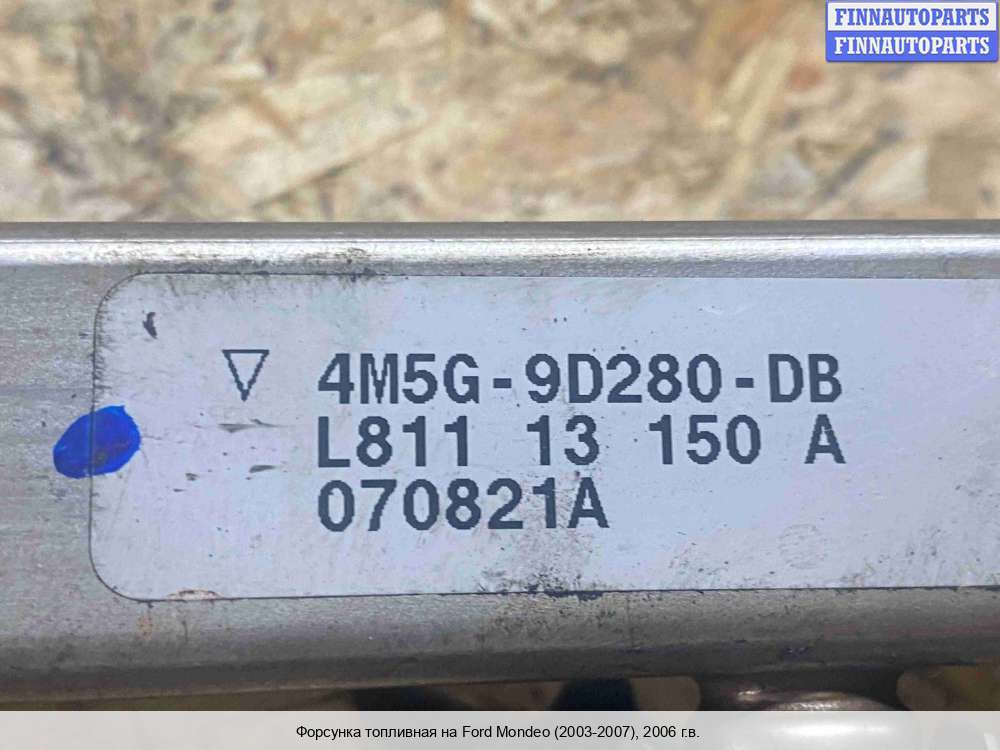 FINNAUTOPARTS
FINNAUTOPARTS
4M5G-9D280-DB
L811 13 150 A
070821A
Форсунка топливная на Ford Mondeo (2003-2007), 2006 г.в.